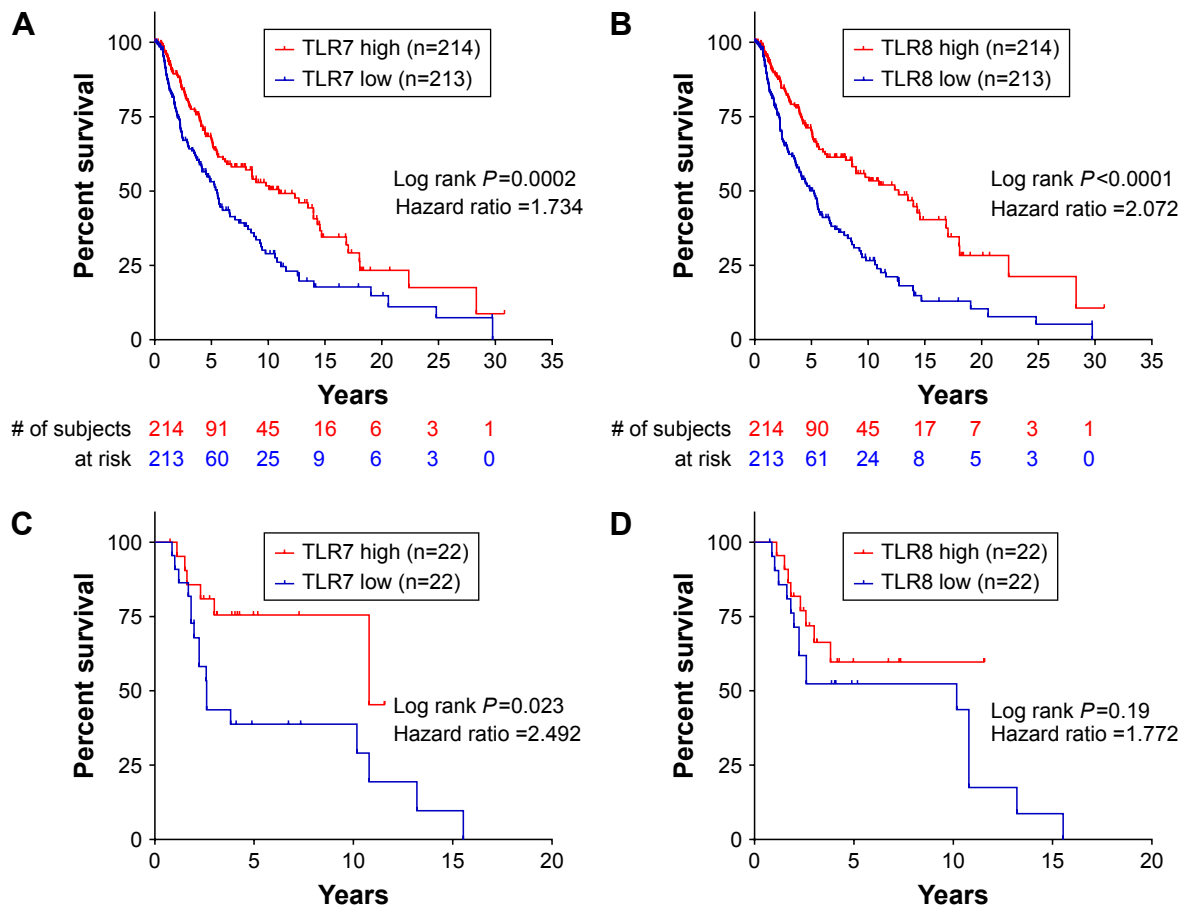 A
TLR7 high (n=214)
TLR7 low (n=213)
Percent survival
100
75
50
25
0
Log rank P=0.0002
Hazard ratio =1.734
0 5 10 15 20 25 30 35
Years
# of subjects 214 91 45 16 6 3 1
at risk 213 60 25 9 6 3 0
B
TLR8 high (n=214)
TLR8 low (n=213)
Percent survival
100
75
50
25
0
Log rank P<0.0001
Hazard ratio =2.072
0 5 10 15 20 25 30 35
Years
# of subjects 214 90 45 17 7 3 1
at risk 213 61 24 8 5 3 0
C
TLR7 high (n=22)
TLR7 low (n=22)
Percent survival
100
75
50
25
0
Log rank P=0.023
Hazard ratio =2.492
0 5 10 15 20
Years
D
TLR8 high (n=22)
TLR8 low (n=22)
Percent survival
100
75
50
25
0
Log rank P=0.19
Hazard ratio =1.772
0 5 10 15 20
Years